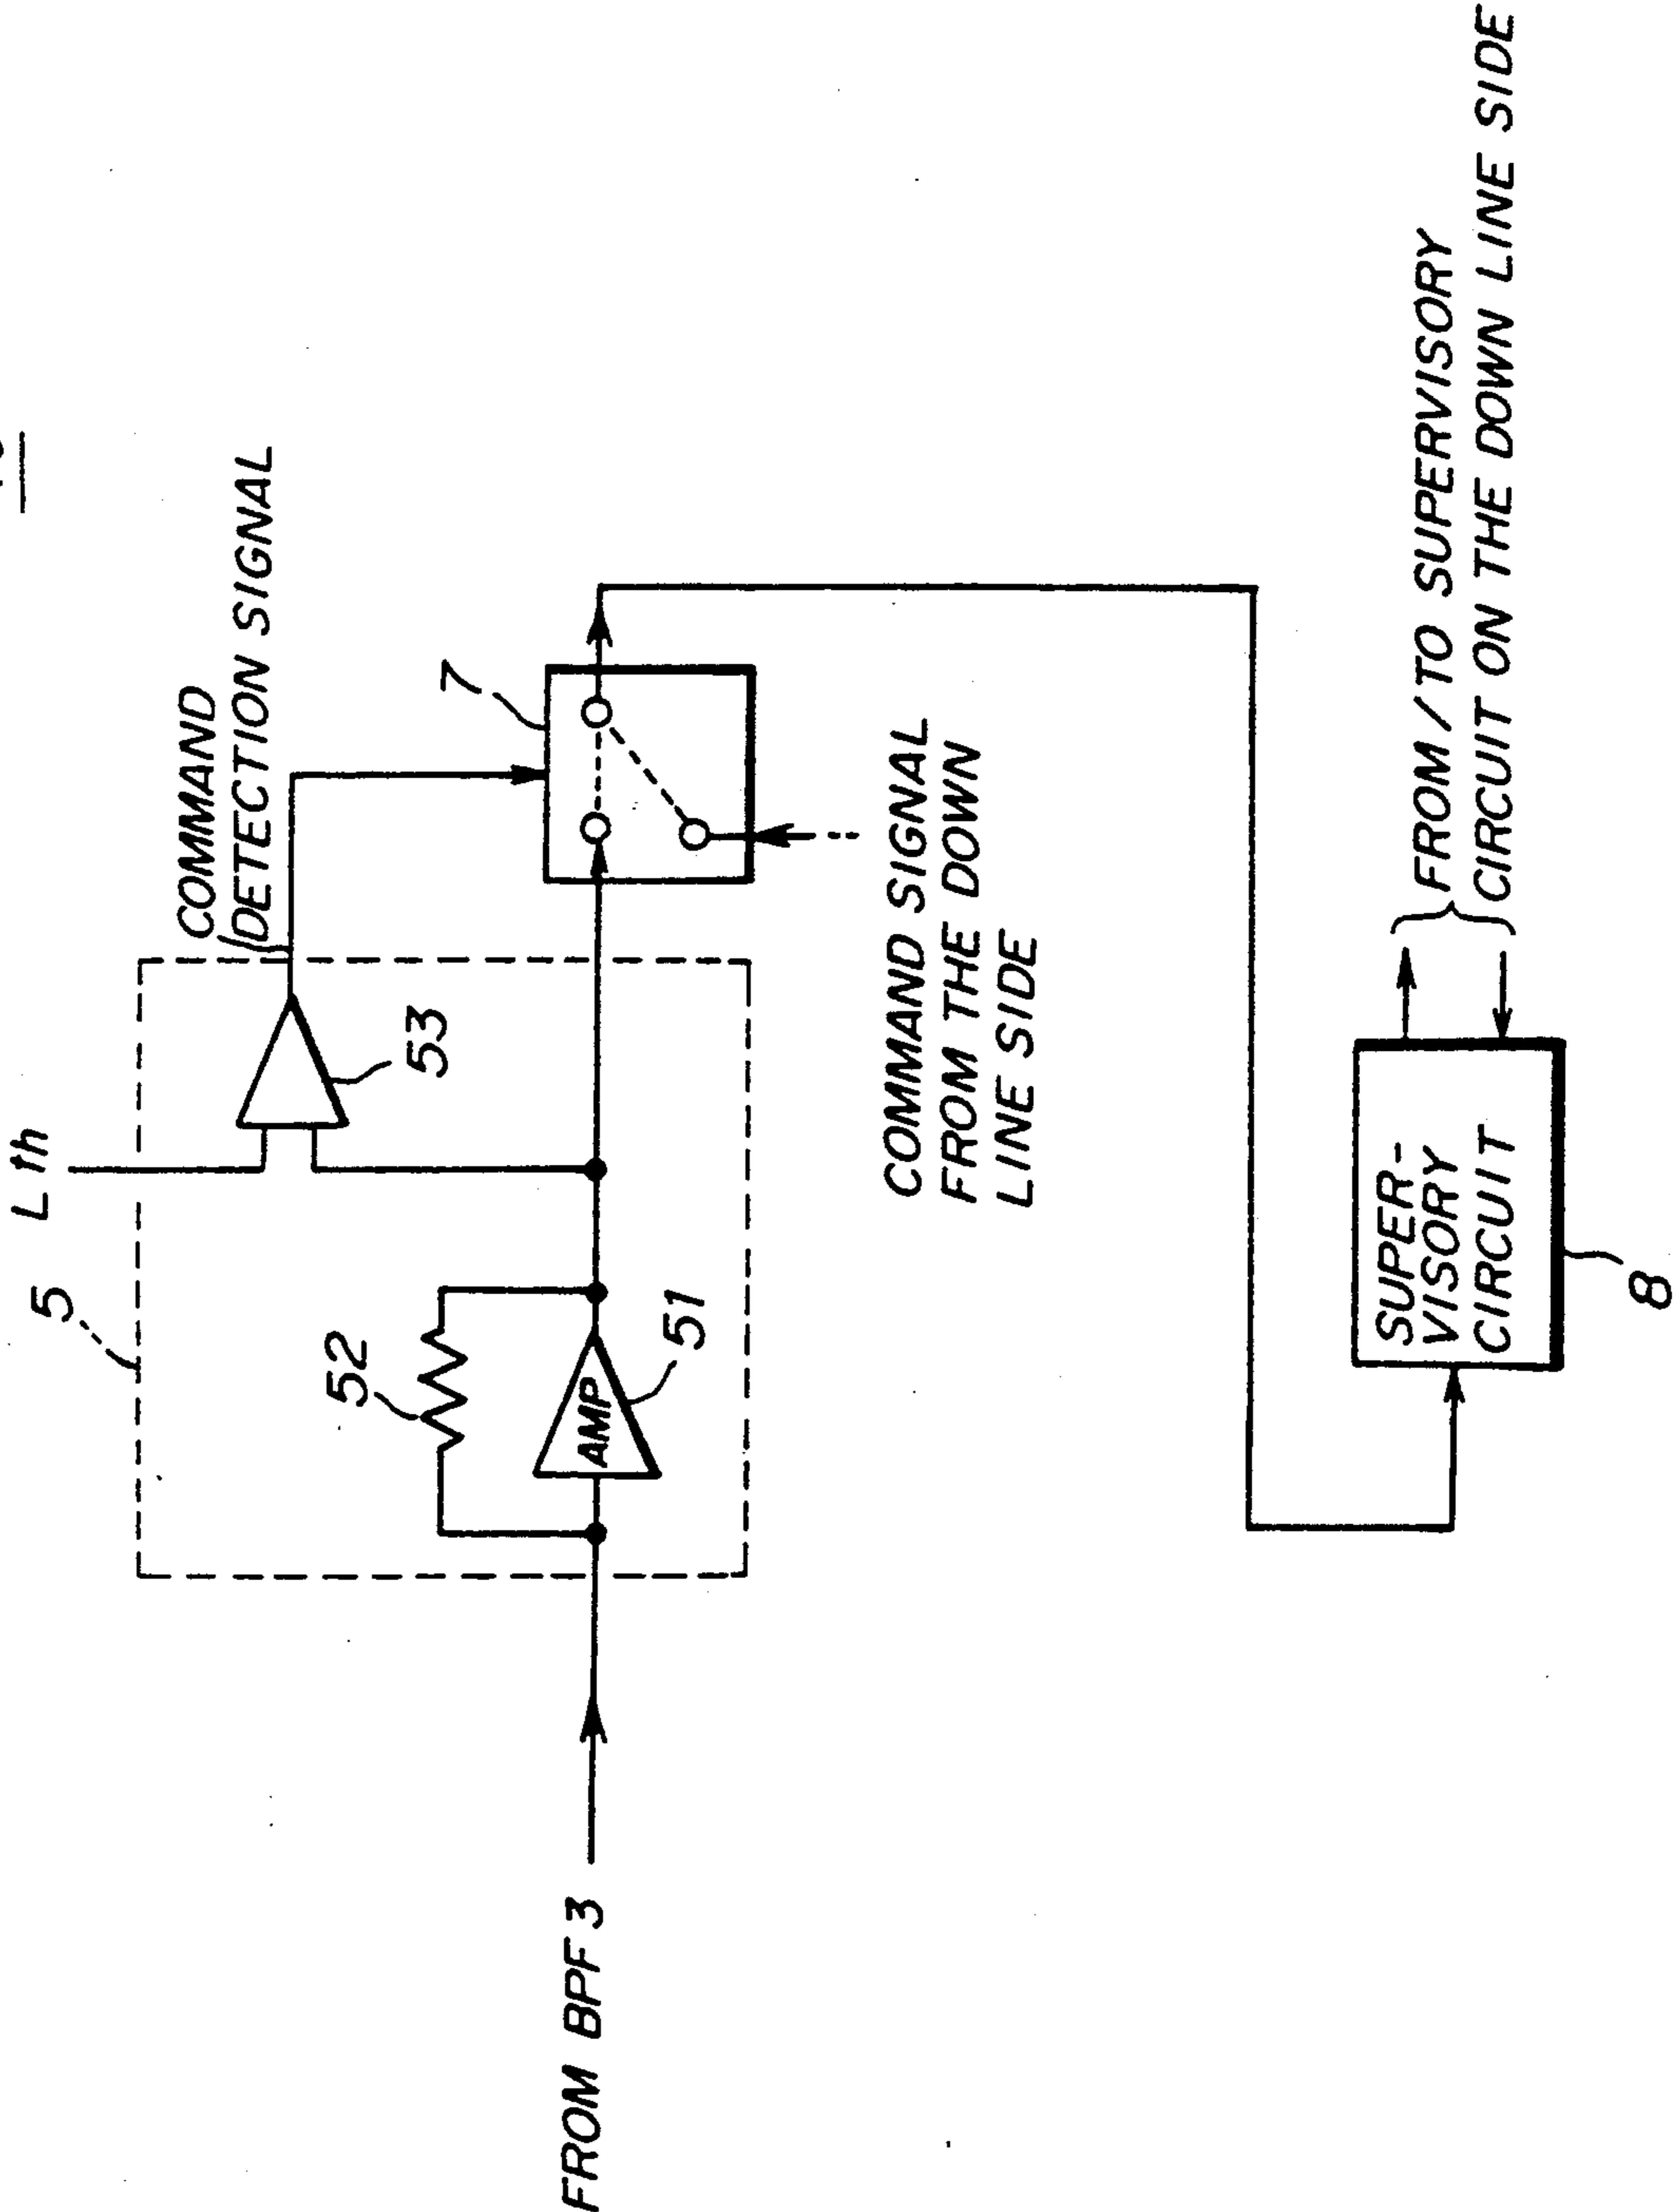 L th
5
COMMAND
DETECTION SIGNAL
53
7
52
AMP
51
FROM BPF 3
COMMAND SIGNAL
FROM THE DOWN
LINE SIDE
SUPER-
VISORY
CIRCUIT
8
FROM / TO SUPERVISORY
CIRCUIT ON THE DOWN LINE SIDE